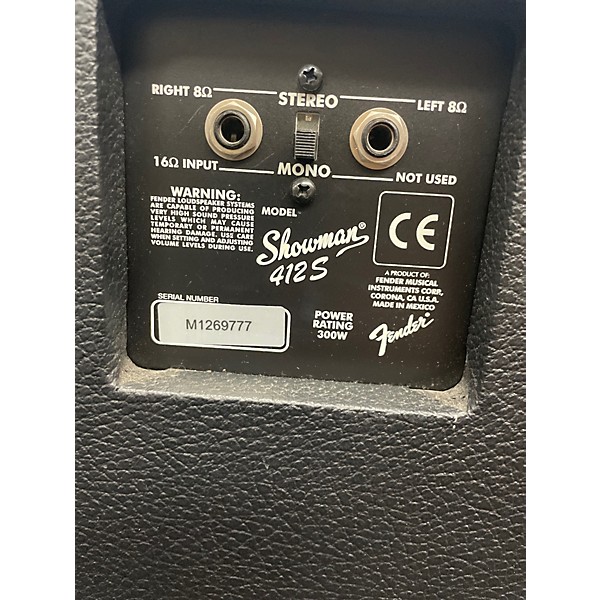 RIGHT 8Ω STEREO LEFT 8Ω
16Ω INPUT MONO NOT USED
WARNING:
FENDER LOUDSPEAKER SYSTEMS
ARE CAPABLE OF PRODUCING
VERY HIGH SOUND PRESSURE
LEVELS WHICH MAY CAUSE
TEMPORARY OR PERMANENT
HEARING DAMAGE. USE CARE
WHEN SETTING AND ADJUSTING
VOLUME LEVELS DURING USE.
MODEL
Showman®
412S
CE
A PRODUCT OF:
FENDER MUSICAL
INSTRUMENTS CORP.
CORONA, CA U.S.A.
MADE IN MEXICO
SERIAL NUMBER
M1269777
POWER
RATING
300W
Fender®